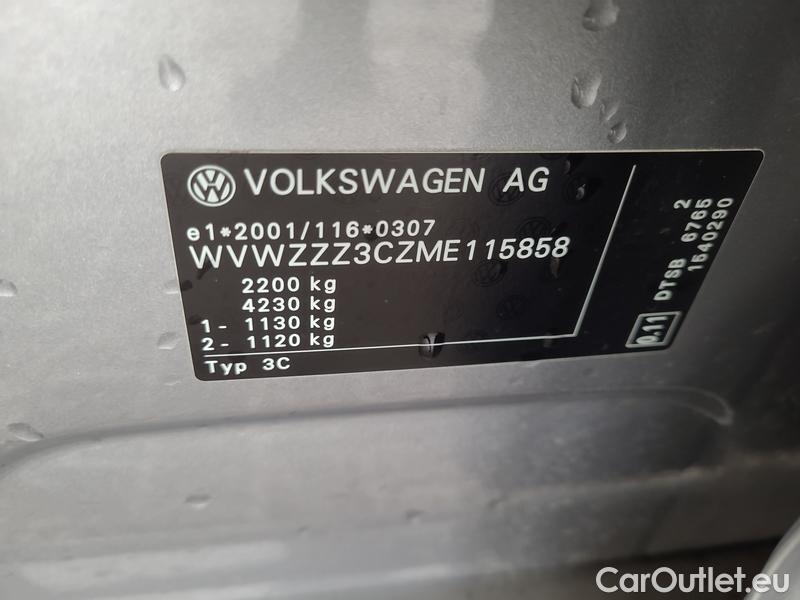 VOLKSWAGEN AG
e1*2001/116*0307
WVWZZZ3CZME115858
2200 kg
4230 kg
1- 1130 kg
2- 1120 kg
Typ 3C
2
DTSB 6765
1540290
0.11
CarOutlet.eu